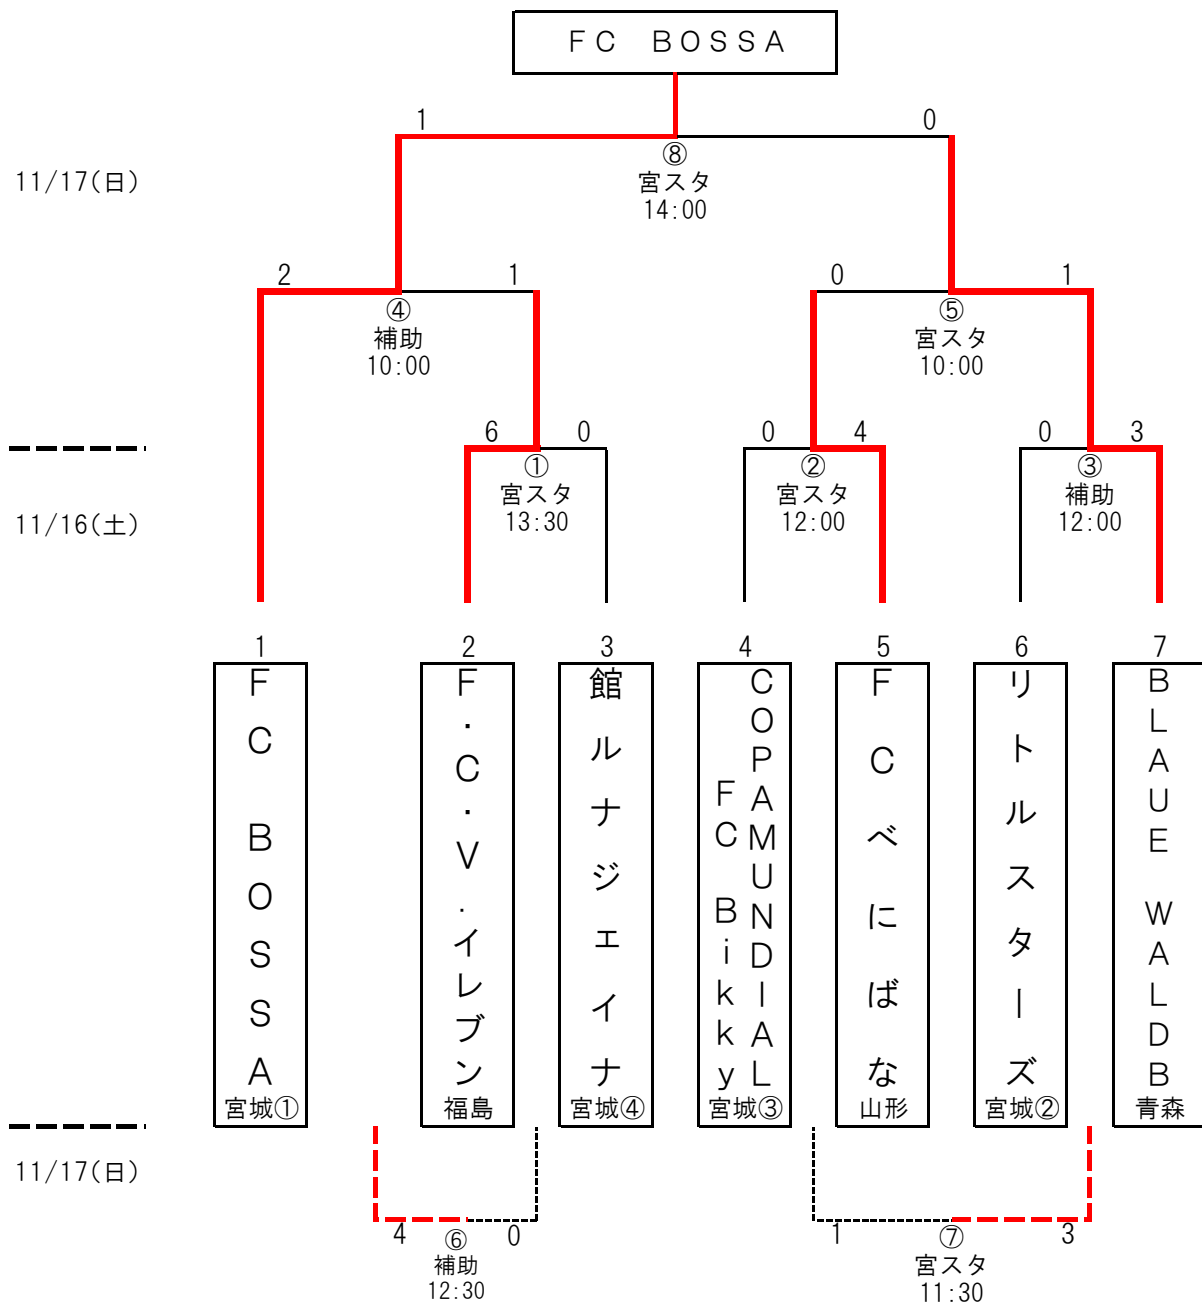 ＦＣ　ＢＯＳＳＡ
1
0
⑧
宮スタ
14:00
11/17(日)
2
1
④
補助
10:00
0
1
⑤
宮スタ
10:00
6
0
①
宮スタ
13:30
0
4
②
宮スタ
12:00
0
3
③
補助
12:00
11/16(土)
1
ＦＣ　ＢＯＳＳＡ
宮城①
2
Ｆ．Ｃ．Ｖ．イレブン
福島
3
館ルナジェイナ
宮城④
4
ＣＯＰＡＭＵＮＤＩＡＬ
ＦＣ　Ｂｉｋｋｙ
宮城③
5
ＦＣべにばな
山形
6
リトルスターズ
宮城②
7
ＢＬＡＵＥ　ＷＡＬＤＢ
青森
11/17(日)
4
0
⑥
補助
12:30
1
3
⑦
宮スタ
11:30